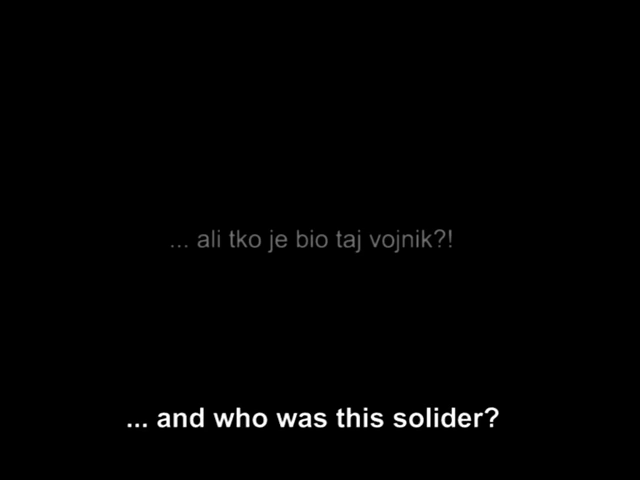 ... ali tko je bio taj vojnik?!
... and who was this solider?